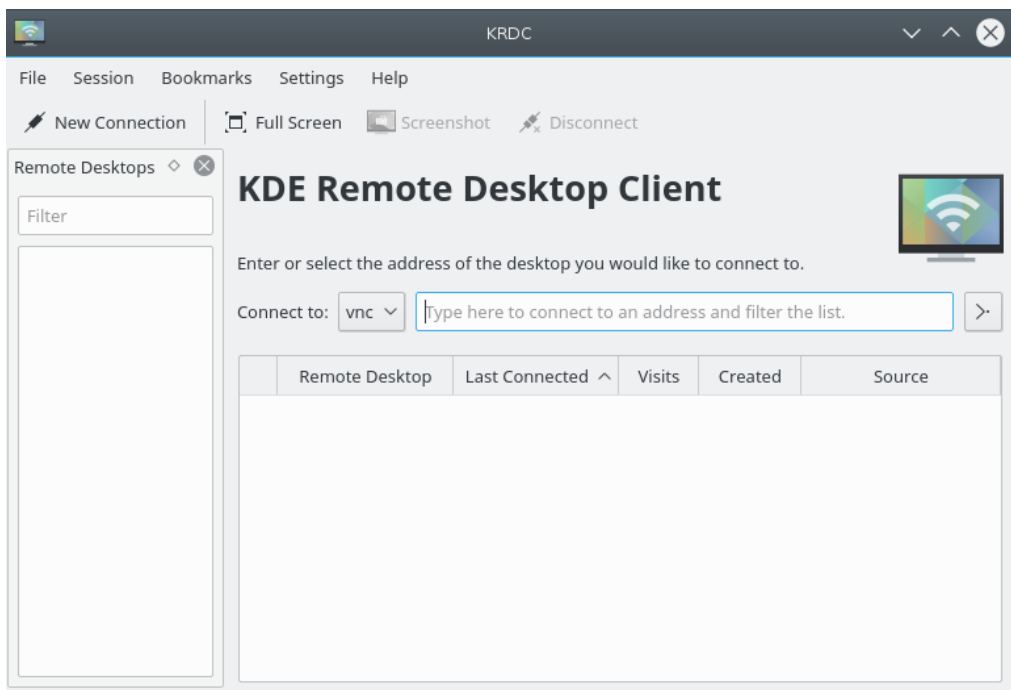 KRDC
File Session Bookmarks Settings Help
New Connection Full Screen Screenshot Disconnect
Remote Desktops
Filter
KDE Remote Desktop Client
Enter or select the address of the desktop you would like to connect to.
Connect to: vnc Type here to connect to an address and filter the list.
Remote Desktop Last Connected Visits Created Source